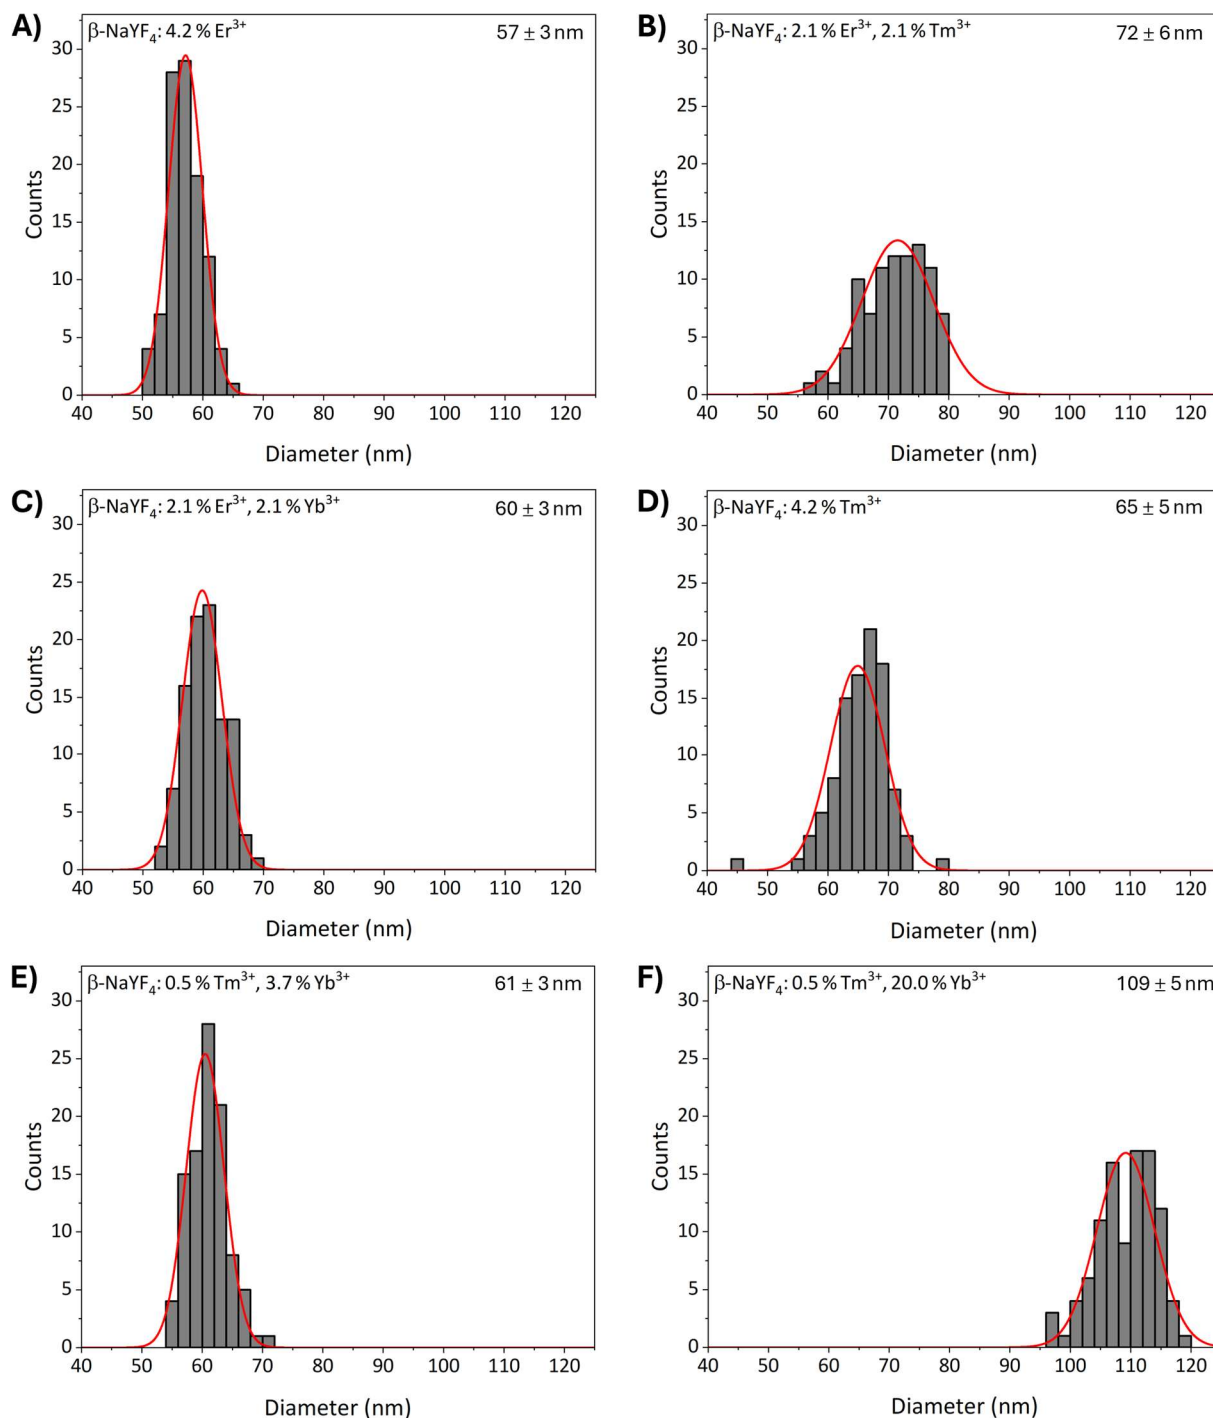 A)
β-NaYF₄: 4.2 % Er³⁺
57 ± 3 nm
30
25
20
15
10
5
0
Counts
40 50 60 70 80 90 100 110 120
Diameter (nm)
B)
β-NaYF₄: 2.1 % Er³⁺, 2.1 % Tm³⁺
72 ± 6 nm
30
25
20
15
10
5
0
Counts
40 50 60 70 80 90 100 110 120
Diameter (nm)
C)
β-NaYF₄: 2.1 % Er³⁺, 2.1 % Yb³⁺
60 ± 3 nm
30
25
20
15
10
5
0
Counts
40 50 60 70 80 90 100 110 120
Diameter (nm)
D)
β-NaYF₄: 4.2 % Tm³⁺
65 ± 5 nm
30
25
20
15
10
5
0
Counts
40 50 60 70 80 90 100 110 120
Diameter (nm)
E)
β-NaYF₄: 0.5 % Tm³⁺, 3.7 % Yb³⁺
61 ± 3 nm
30
25
20
15
10
5
0
Counts
40 50 60 70 80 90 100 110 120
Diameter (nm)
F)
β-NaYF₄: 0.5 % Tm³⁺, 20.0 % Yb³⁺
109 ± 5 nm
30
25
20
15
10
5
0
Counts
40 50 60 70 80 90 100 110 120
Diameter (nm)